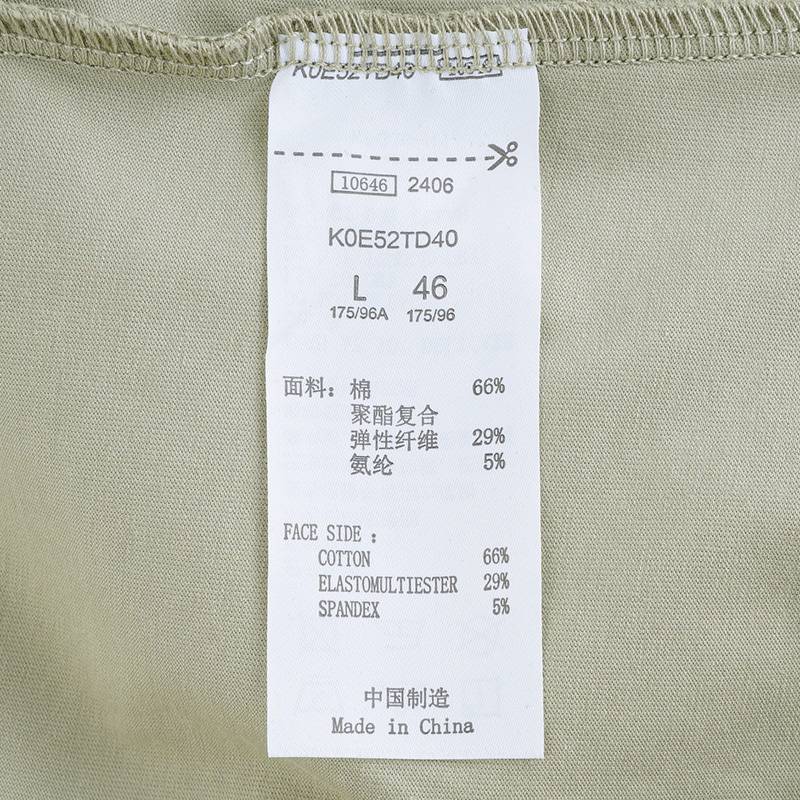 K0E52TD40
10646 2406
K0E52TD40
L 46
175/96A 175/96
面料：棉 66%
聚酯复合
弹性纤维 29%
氨纶 5%
FACE SIDE :
COTTON 66%
ELASTOMULTIESTER 29%
SPANDEX 5%
中国制造
Made in China